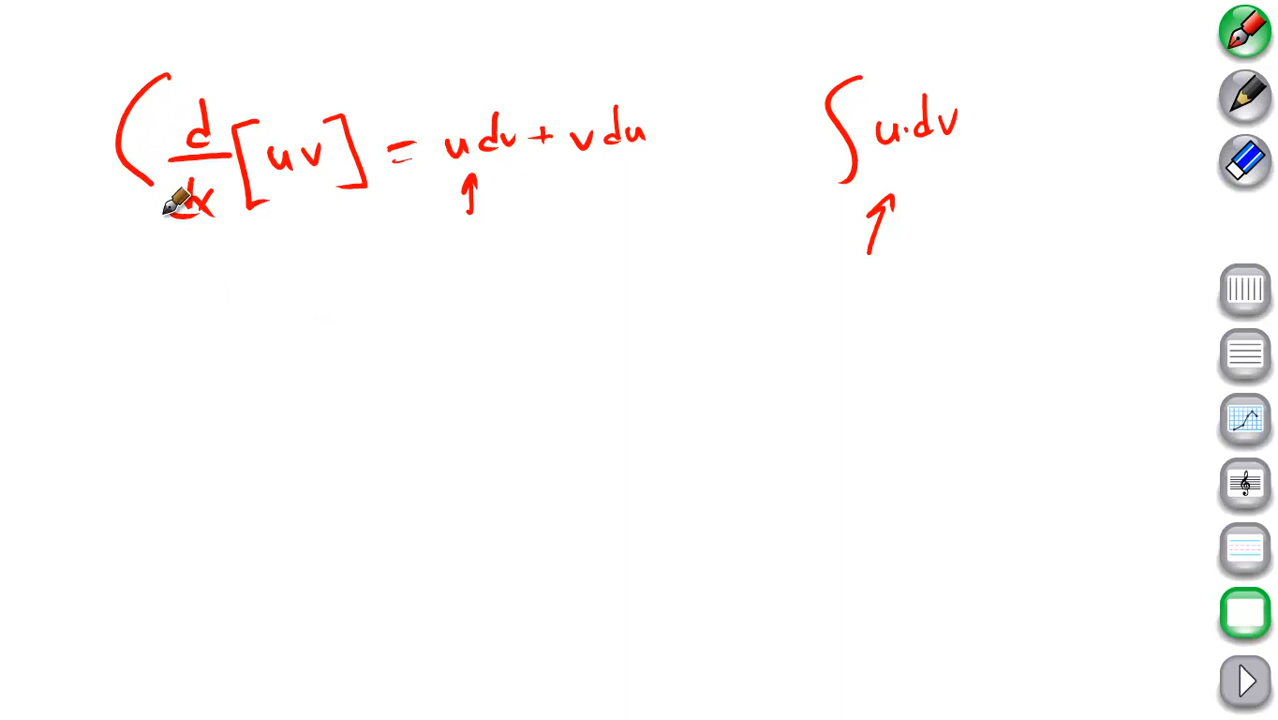 ∫ d/dx [uv] = u dv + v du
∫ u·dv